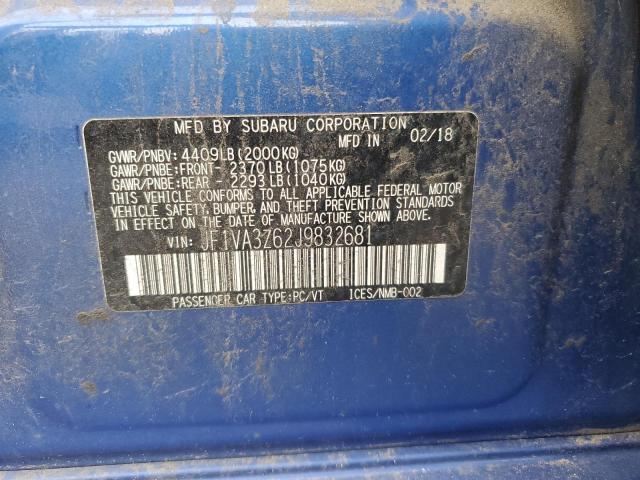 MFD BY SUBARU CORPORATION
MFD IN 02/18
GVWR/PNBV: 4409LB(2000KG)
GAWR/PNBE:FRONT- 2370LB(1075KG)
GAWR/PNBE:REAR - 2293LB(1040KG)
THIS VEHICLE CONFORMS TO ALL APPLICABLE FEDERAL MOTOR
VEHICLE SAFETY, BUMPER, AND THEFT PREVENTION STANDARDS
IN EFFECT ON THE DATE OF MANUFACTURE SHOWN ABOVE.
VIN: JF1VA3Z62J9832681
PASSENGER CAR TYPE:PC/VT ICES/NMB-002